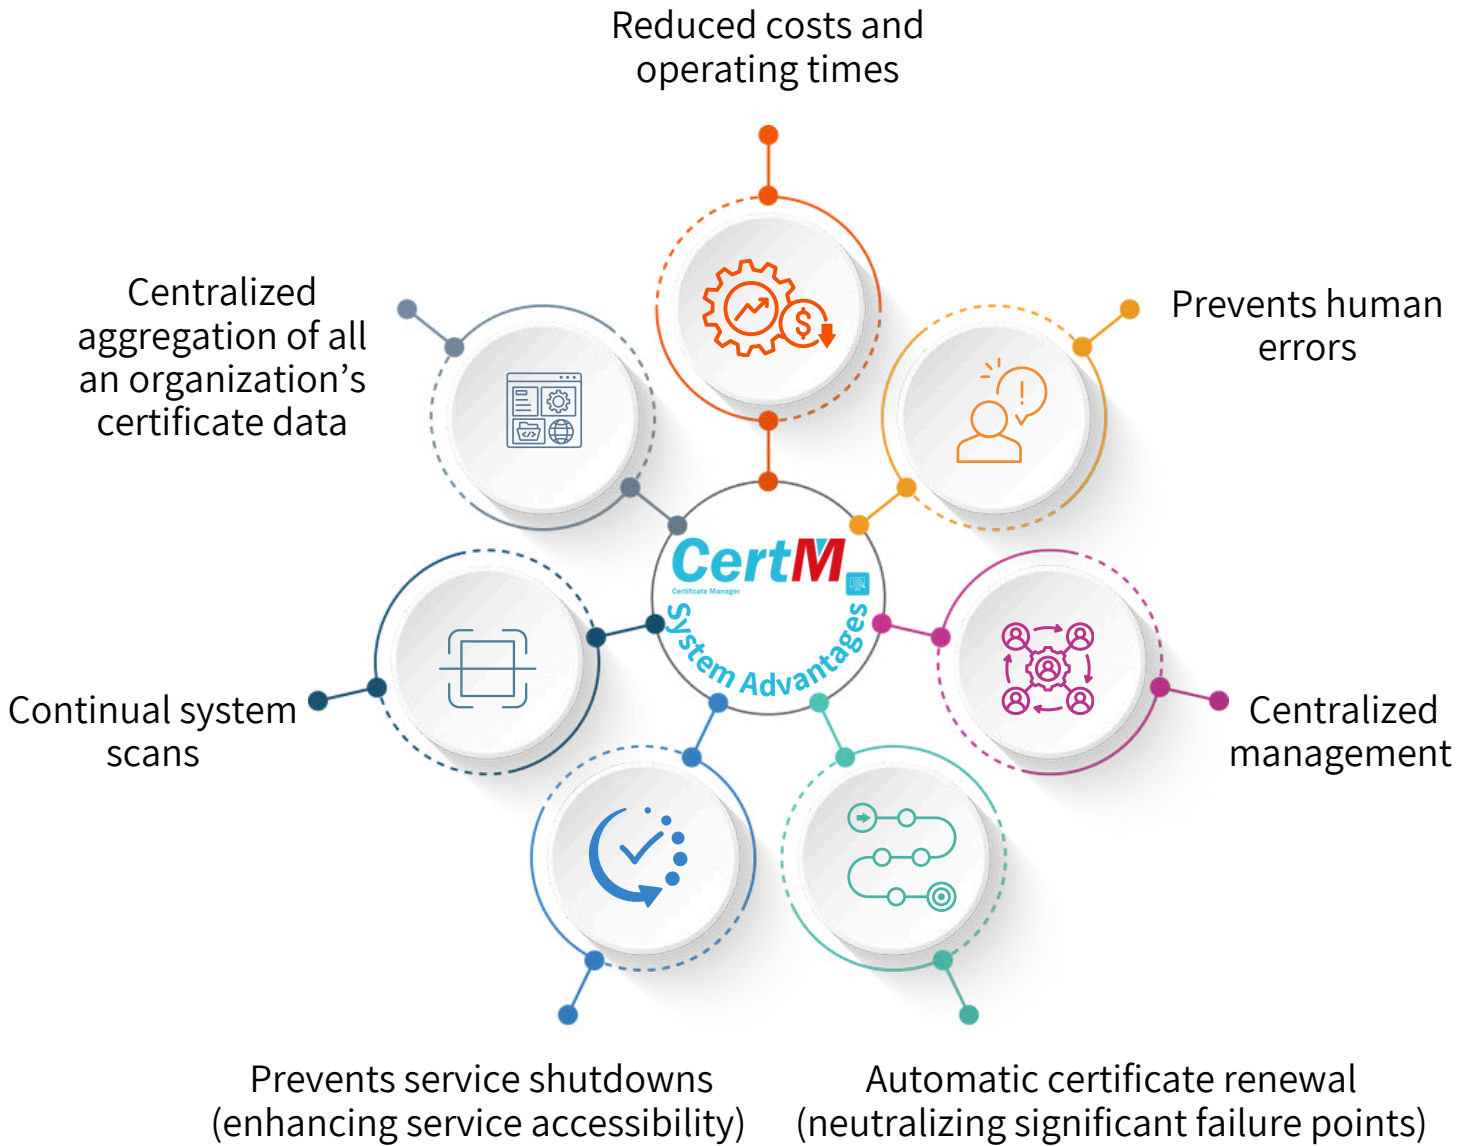 Reduced costs and
operating times
Centralized
aggregation of all
an organization’s
certificate data
Prevents human
errors
CertM
Certificate Manager
System Advantages
Continual system
scans
Centralized
management
Prevents service shutdowns
(enhancing service accessibility)
Automatic certificate renewal
(neutralizing significant failure points)